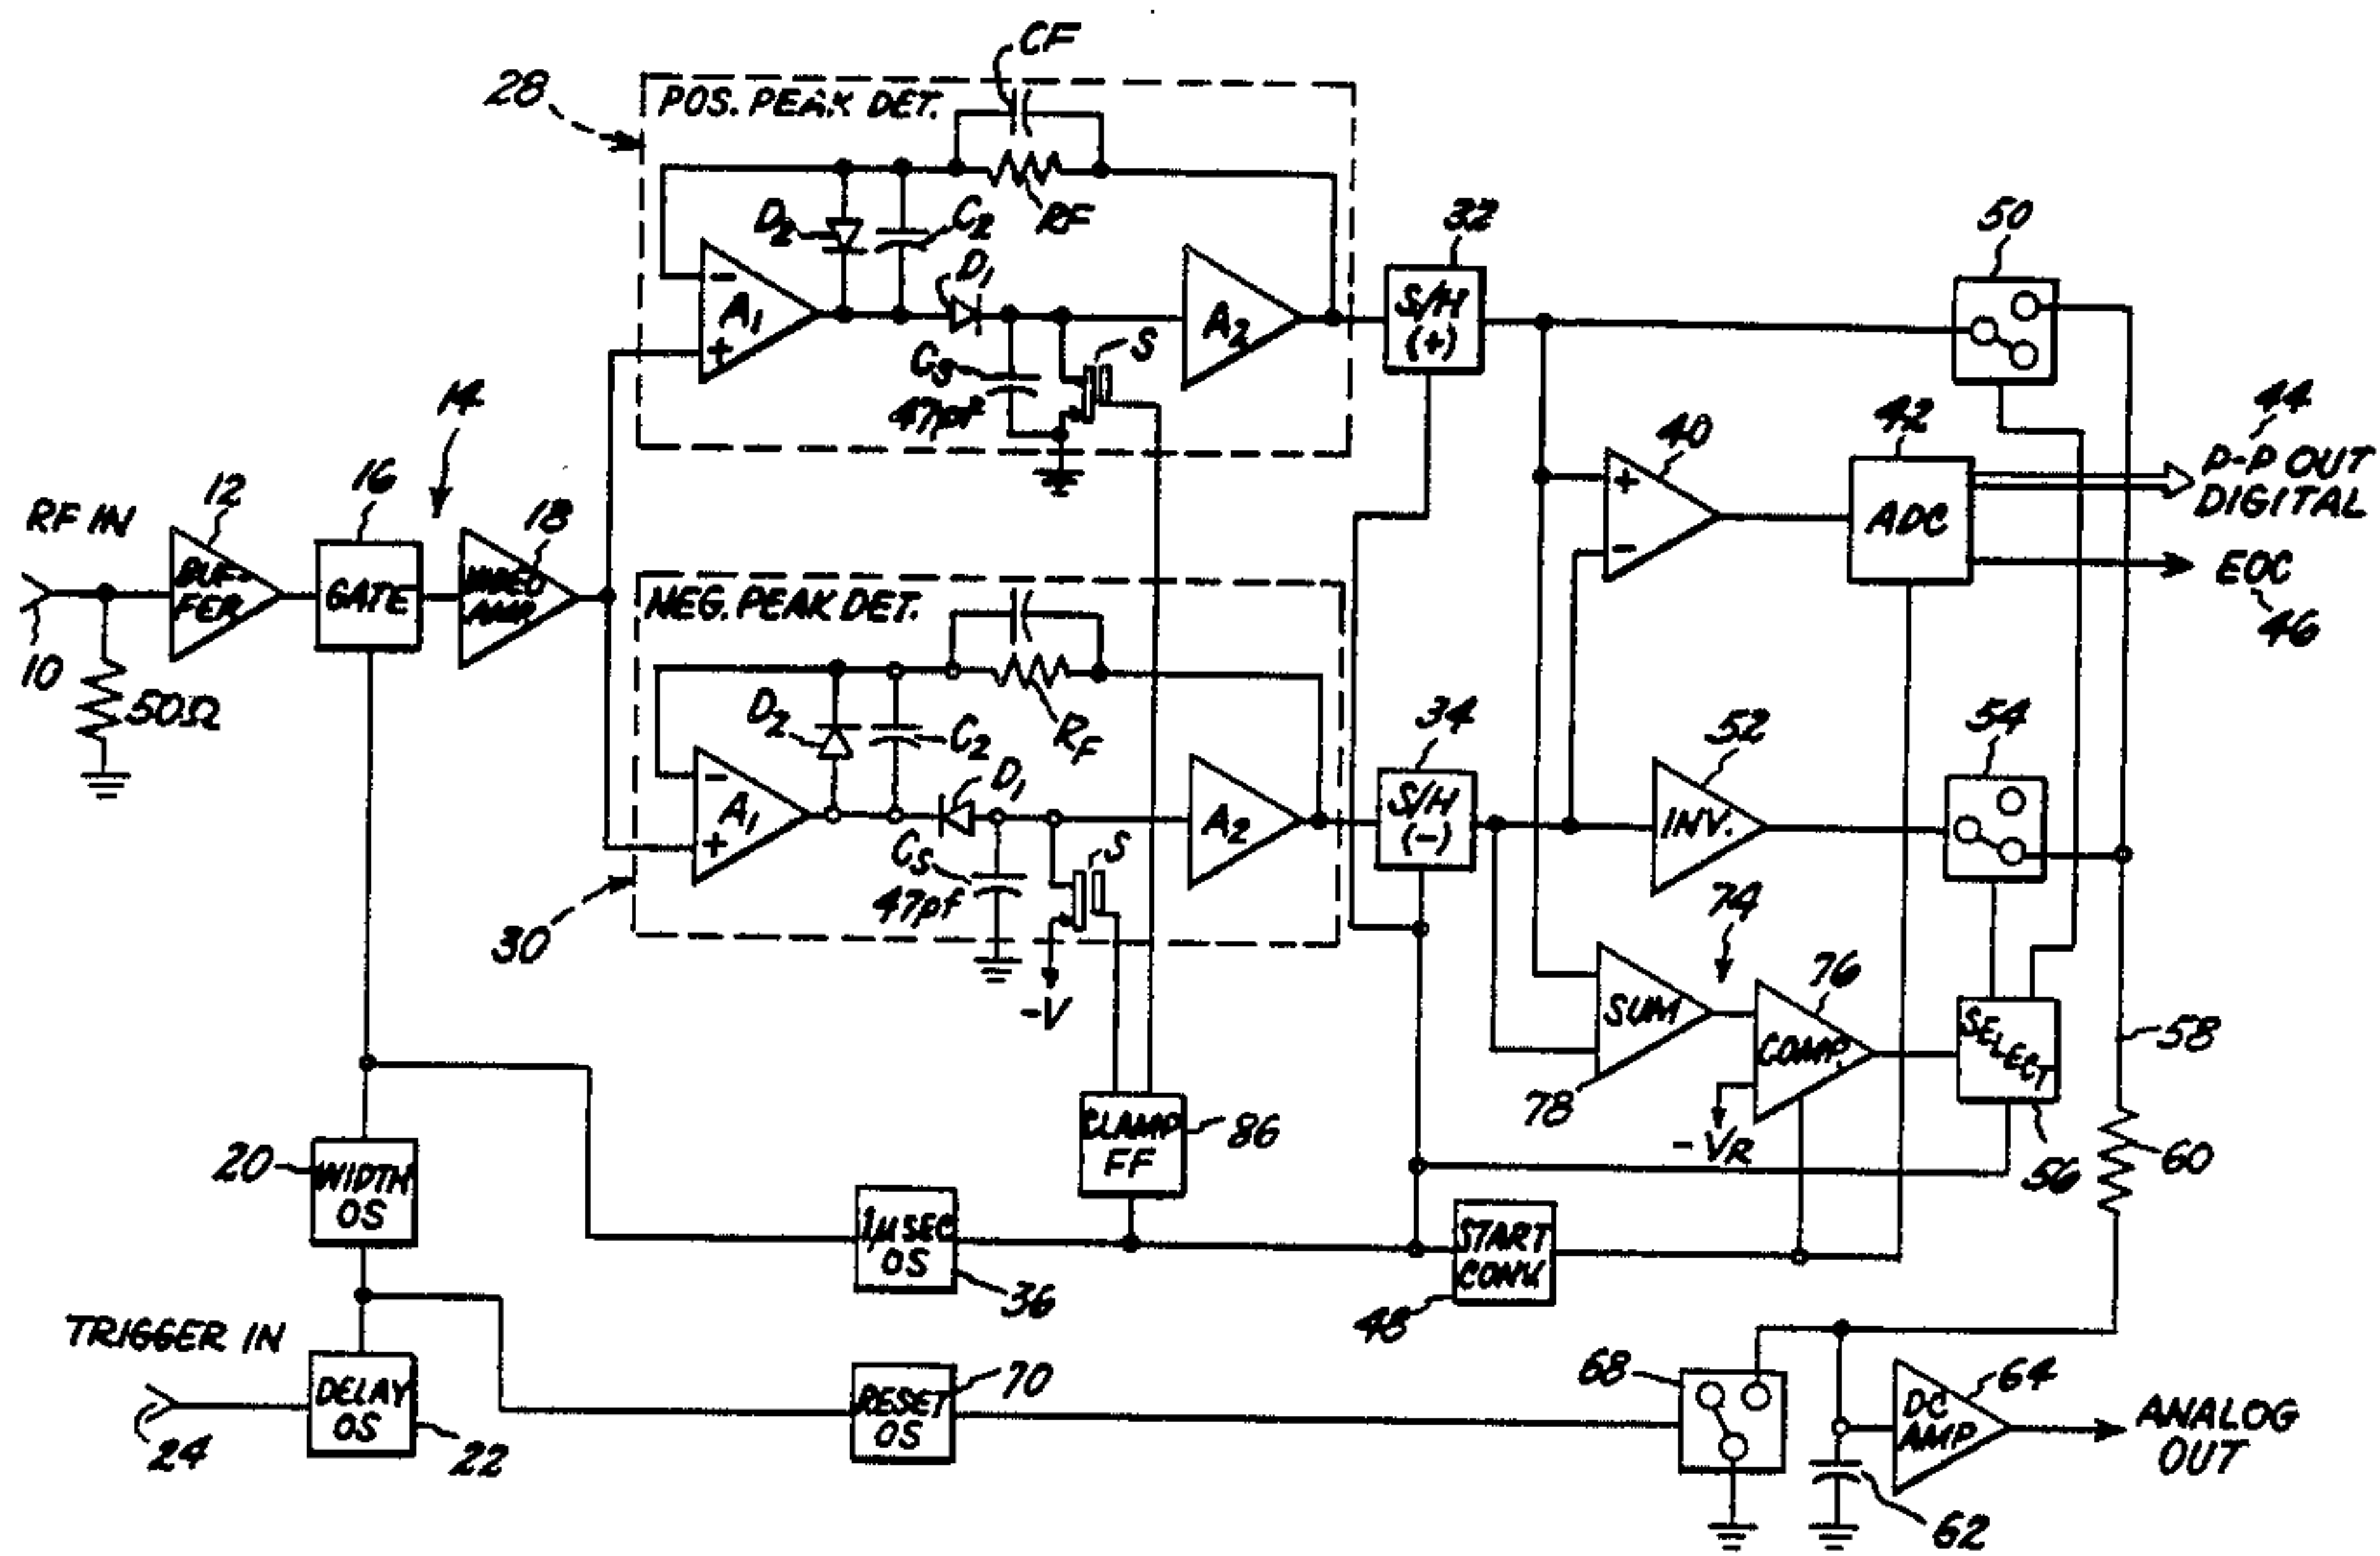 CF
28
POS. PEAK DET.
D2
C2
RF
D1
A1
-
+
CS
47pf
S
A2
32
S/H
(+)
50
44
P-P OUT
DIGITAL
42
ADC
40
+
-
EOC
46
14
RF IN
12
BUF-
FER
16
GATE
18
VIDEO
AMP
10
50Ω
NEG. PEAK DET.
D2
C2
RF
D1
A1
-
+
CS
47pf
S
-V
A2
30
34
S/H
(-)
52
INV.
54
74
76
SUM
78
COMP.
-VR
SELECT
56
58
60
CLAMP
FF
86
20
WIDTH
OS
1µSEC
OS
36
START
CONV.
48
TRIGGER IN
24
DELAY
OS
22
RESET
OS
70
68
64
DC
AMP
ANALOG
OUT
62